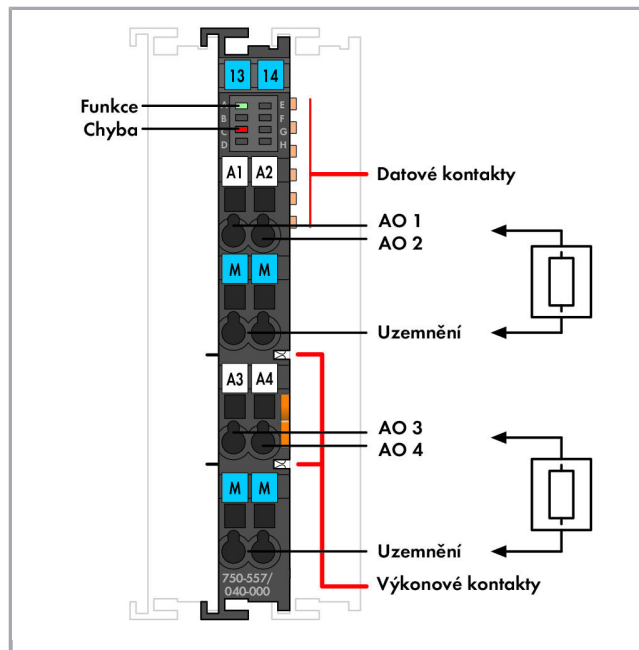 13 14
Funkce
A E
B F
Chyba
C G
D H
A1 A2
Datové kontakty
AO 1
AO 2
M M
Uzemnění
A3 A4
AO 3
AO 4
M M
Uzemnění
750-557/
040-000
Výkonové kontakty